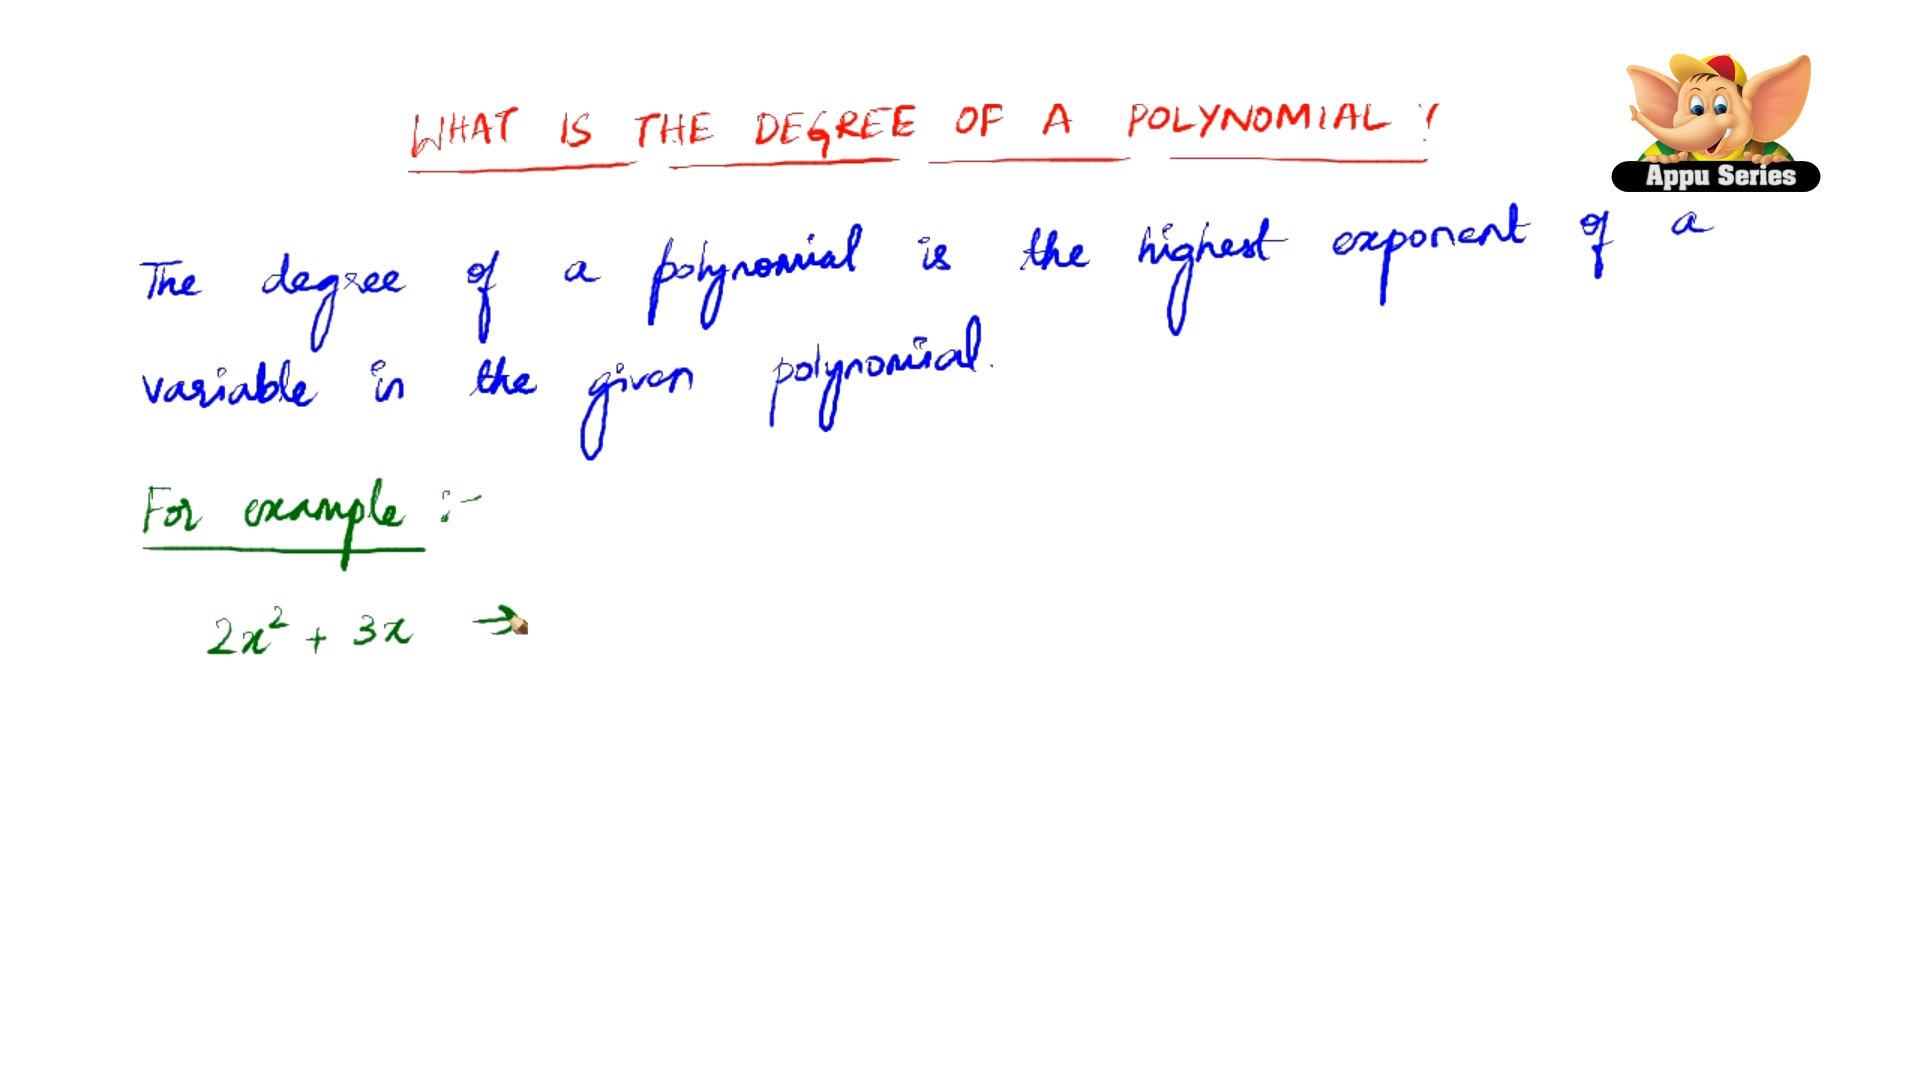 WHAT IS THE DEGREE OF A POLYNOMIAL ?
Appu Series
The degree of a polynomial is the highest exponent of a
variable in the given polynomial.
For example :-
2x² + 3x →